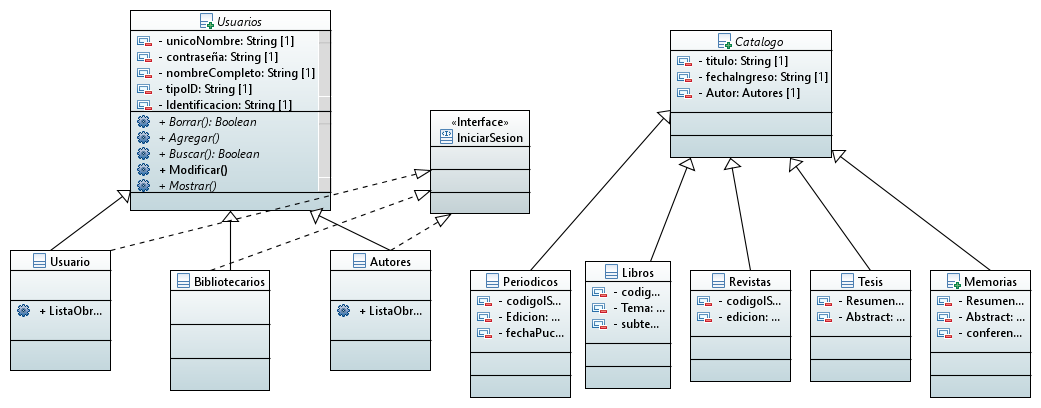 Usuarios
- unicoNombre: String [1]
- contraseña: String [1]
- nombreCompleto: String [1]
- tipoID: String [1]
- Identificacion: String [1]
+ Borrar(): Boolean
+ Agregar()
+ Buscar(): Boolean
+ Modificar()
+ Mostrar()
«Interface»
IniciarSesion
Usuario
+ ListaObr...
Bibliotecarios
Autores
+ ListaObr...
Catalogo
- titulo: String [1]
- fechaIngreso: String [1]
- Autor: Autores [1]
Periodicos
- codigoIS...
- Edicion: ...
- fechaPuc...
Libros
- codig...
- Tema: ...
- subte...
Revistas
- codigoIS...
- edicion: ...
Tesis
- Resumen...
- Abstract: ...
Memorias
- Resumen...
- Abstract: ...
- conferen...